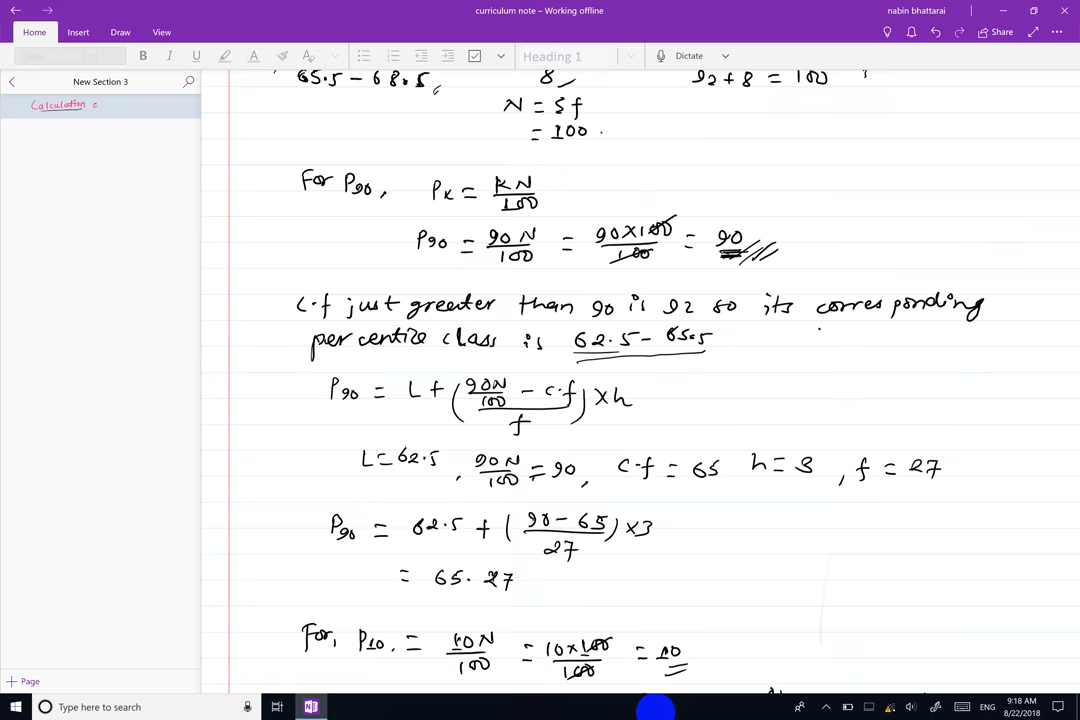 curriculum note – Working offline
nabin bhattarai
Home Insert Draw View
Share
11 B I U A Heading 1 Dictate
New Section 3
Calculation c
65.5 – 68.5, 8 92 + 8 = 100
N = Σf
= 100
For P90, PK = KN/100
P90 = 90N/100 = 90×100/100 = 90
C.f just greater than 90 is 92 so its corresponding
percentile class is 62.5 – 65.5
P90 = L + (90N/100 – C.f / f) × h
L = 62.5, 90N/100 = 90, C.f = 65 h = 3, f = 27
P90 = 62.5 + (90 – 65 / 27) × 3
= 65.27
For, P10, = 10N/100 = 10×100/100 = 10
+ Page
Type here to search
ENG
9:18 AM
8/22/2018